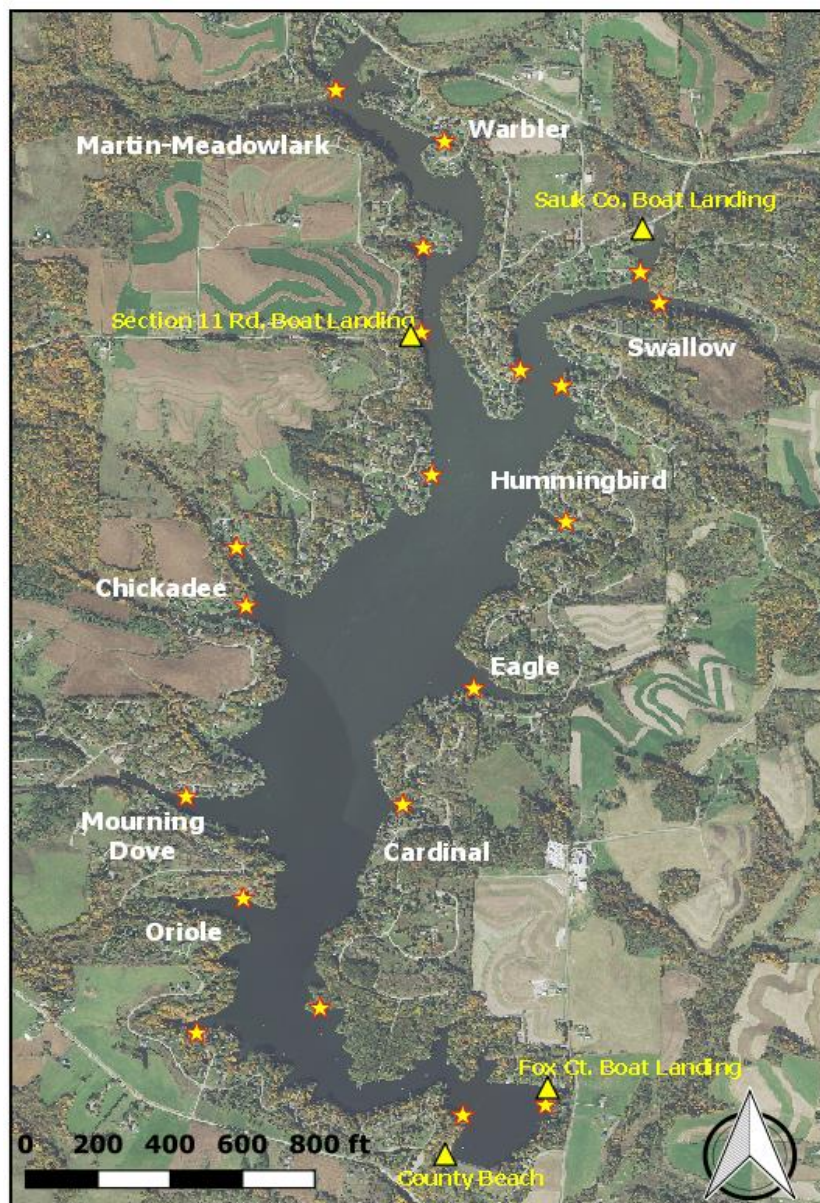 Warbler
Martin-Meadowlark
Sauk Co. Boat Landing
Section 11 Rd. Boat Landing
Swallow
Hummingbird
Chickadee
Eagle
Mourning
Dove
Cardinal
Oriole
Fox Ct. Boat Landing
0 200 400 600 800 ft
County Beach